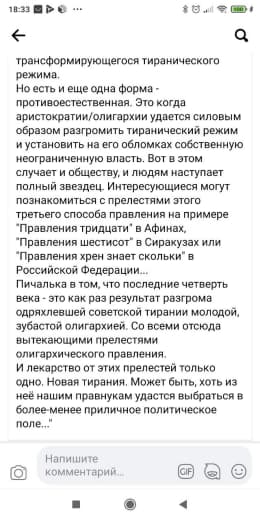 18:33
трансформирующегося тиранического
режима.
Но есть и еще одна форма -
противоестественная. Это когда
аристократии/олигархии удается силовым
образом разгромить тиранический режим
и установить на его обломках собственную
неограниченную власть. Вот в этом
случает и обществу, и людям наступает
полный звездец. Интересующиеся могут
познакомиться с прелестями этого
третьего способа правления на примере
"Правления тридцати" в Афинах,
"Правления шестисот" в Сиракузах или
"Правления хрен знает скольки" в
Российской Федерации...
Пичалька в том, что последние четверть
века - это как раз результат разгрома
одряхлевшей советской тирании молодой,
зубастой олигархией. Со всеми отсюда
вытекающими прелестями
олигархического правления.
И лекарство от этих прелестей только
одно. Новая тирания. Может быть, хоть из
неё нашим правнукам удастся выбраться в
более-менее приличное политическое
поле..."
Напишите
комментарий...
GIF